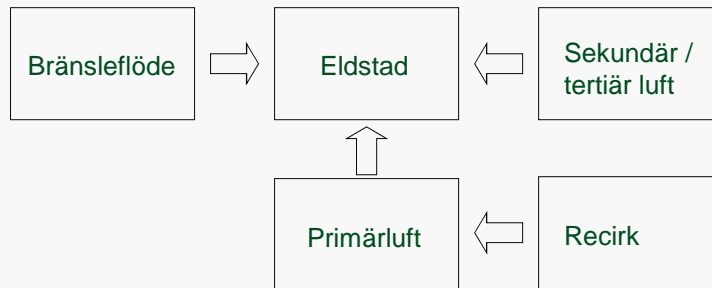 Bränsleflöde
Eldstad
Sekundär /
tertiär luft
Primärluft
Recirk